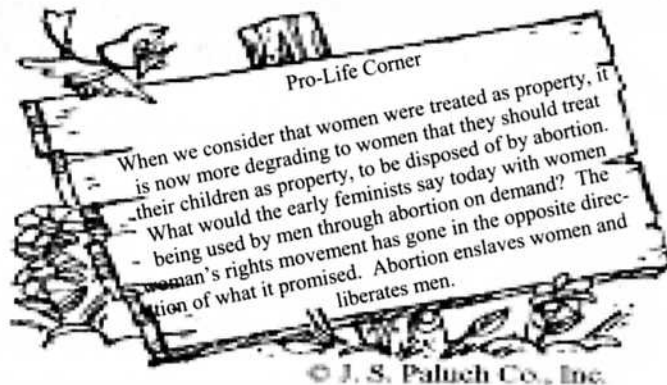 Pro-Life Corner
When we consider that women were treated as property, it
is now more degrading to women that they should treat
their children as property, to be disposed of by abortion.
What would the early feminists say today with women
being used by men through abortion on demand? The
woman's rights movement has gone in the opposite direc-
tion of what it promised. Abortion enslaves women and
liberates men.
© J. S. Paluch Co., Inc.